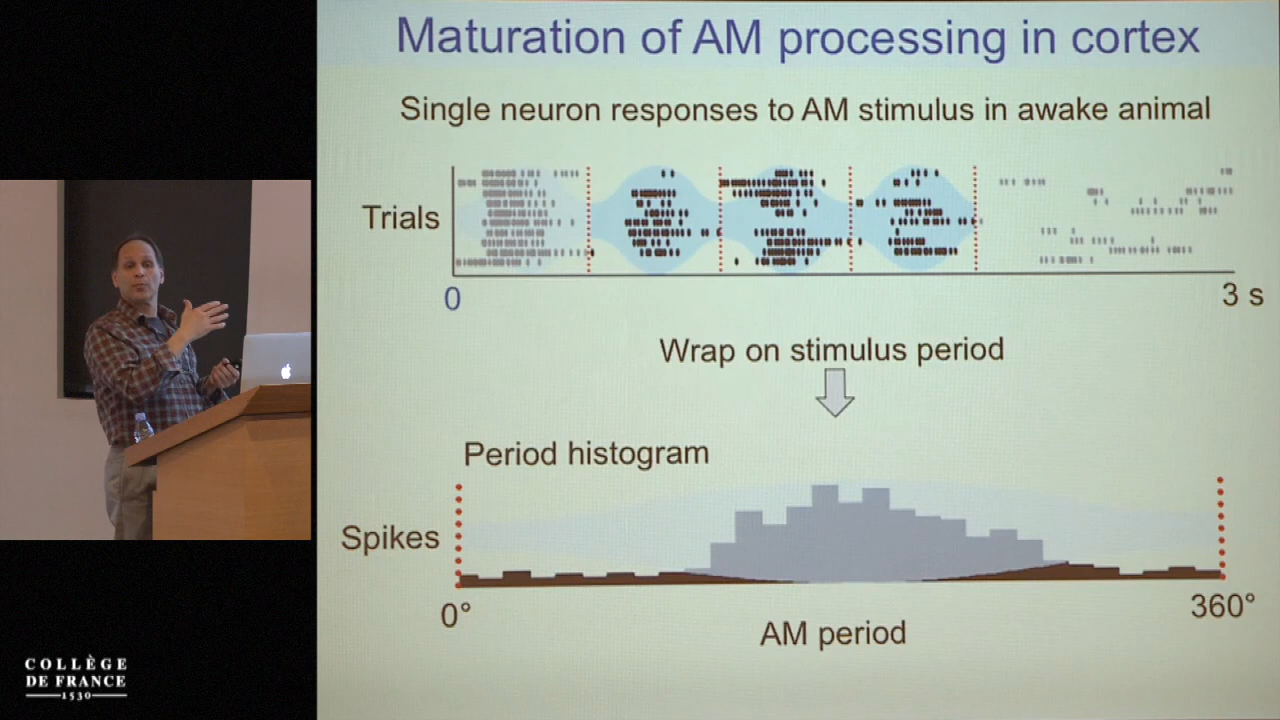 Maturation of AM processing in cortex
Single neuron responses to AM stimulus in awake animal
Trials
0
3 s
Wrap on stimulus period
Period histogram
Spikes
0°
360°
AM period
COLLÈGE
DE FRANCE
1530